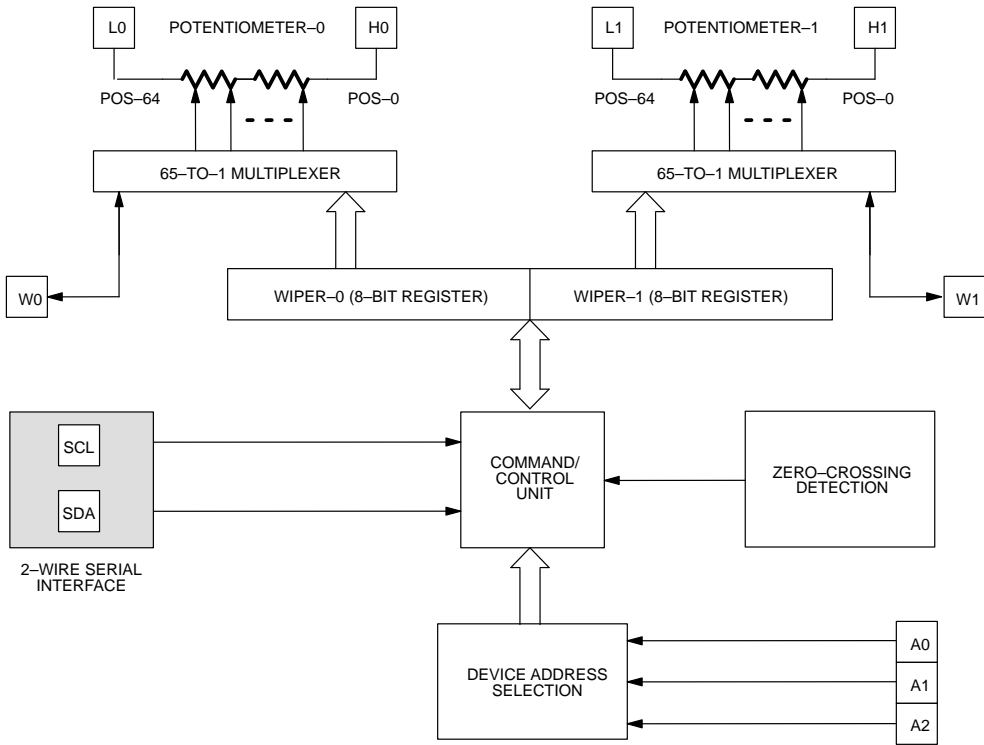 L0
POTENTIOMETER–0
H0
L1
POTENTIOMETER–1
H1
POS–64
POS–0
POS–64
POS–0
65–TO–1 MULTIPLEXER
65–TO–1 MULTIPLEXER
W0
WIPER–0 (8–BIT REGISTER)
WIPER–1 (8–BIT REGISTER)
W1
SCL
SDA
2–WIRE SERIAL
INTERFACE
COMMAND/
CONTROL
UNIT
ZERO–CROSSING
DETECTION
DEVICE ADDRESS
SELECTION
A0
A1
A2